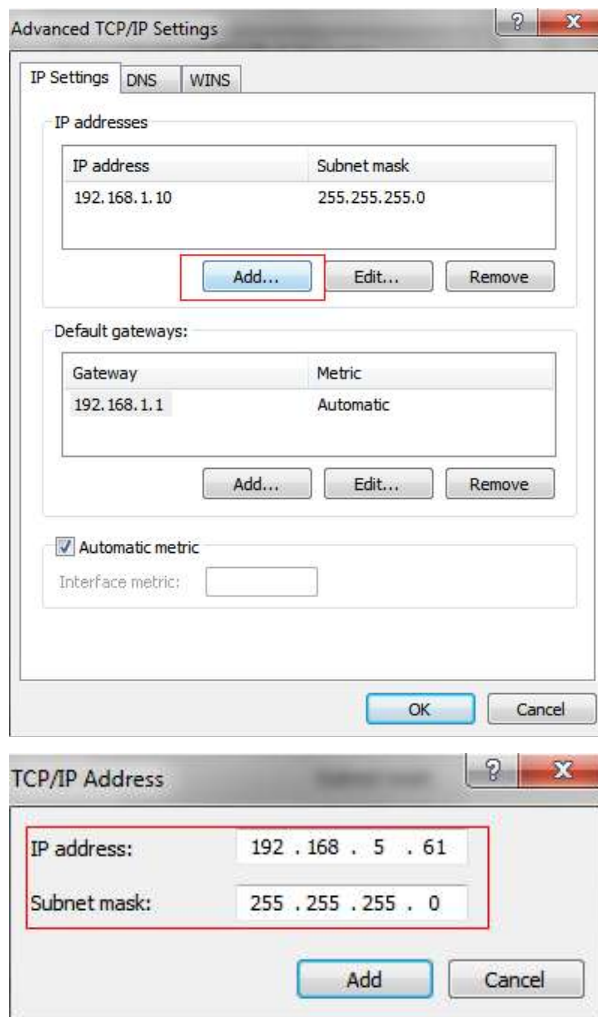 Advanced TCP/IP Settings
IP Settings DNS WINS
IP addresses
IP address Subnet mask
192.168.1.10 255.255.255.0
Add... Edit... Remove
Default gateways:
Gateway Metric
192.168.1.1 Automatic
Add... Edit... Remove
Automatic metric
Interface metric:
OK Cancel
TCP/IP Address
IP address: 192 . 168 . 5 . 61
Subnet mask: 255 . 255 . 255 . 0
Add Cancel